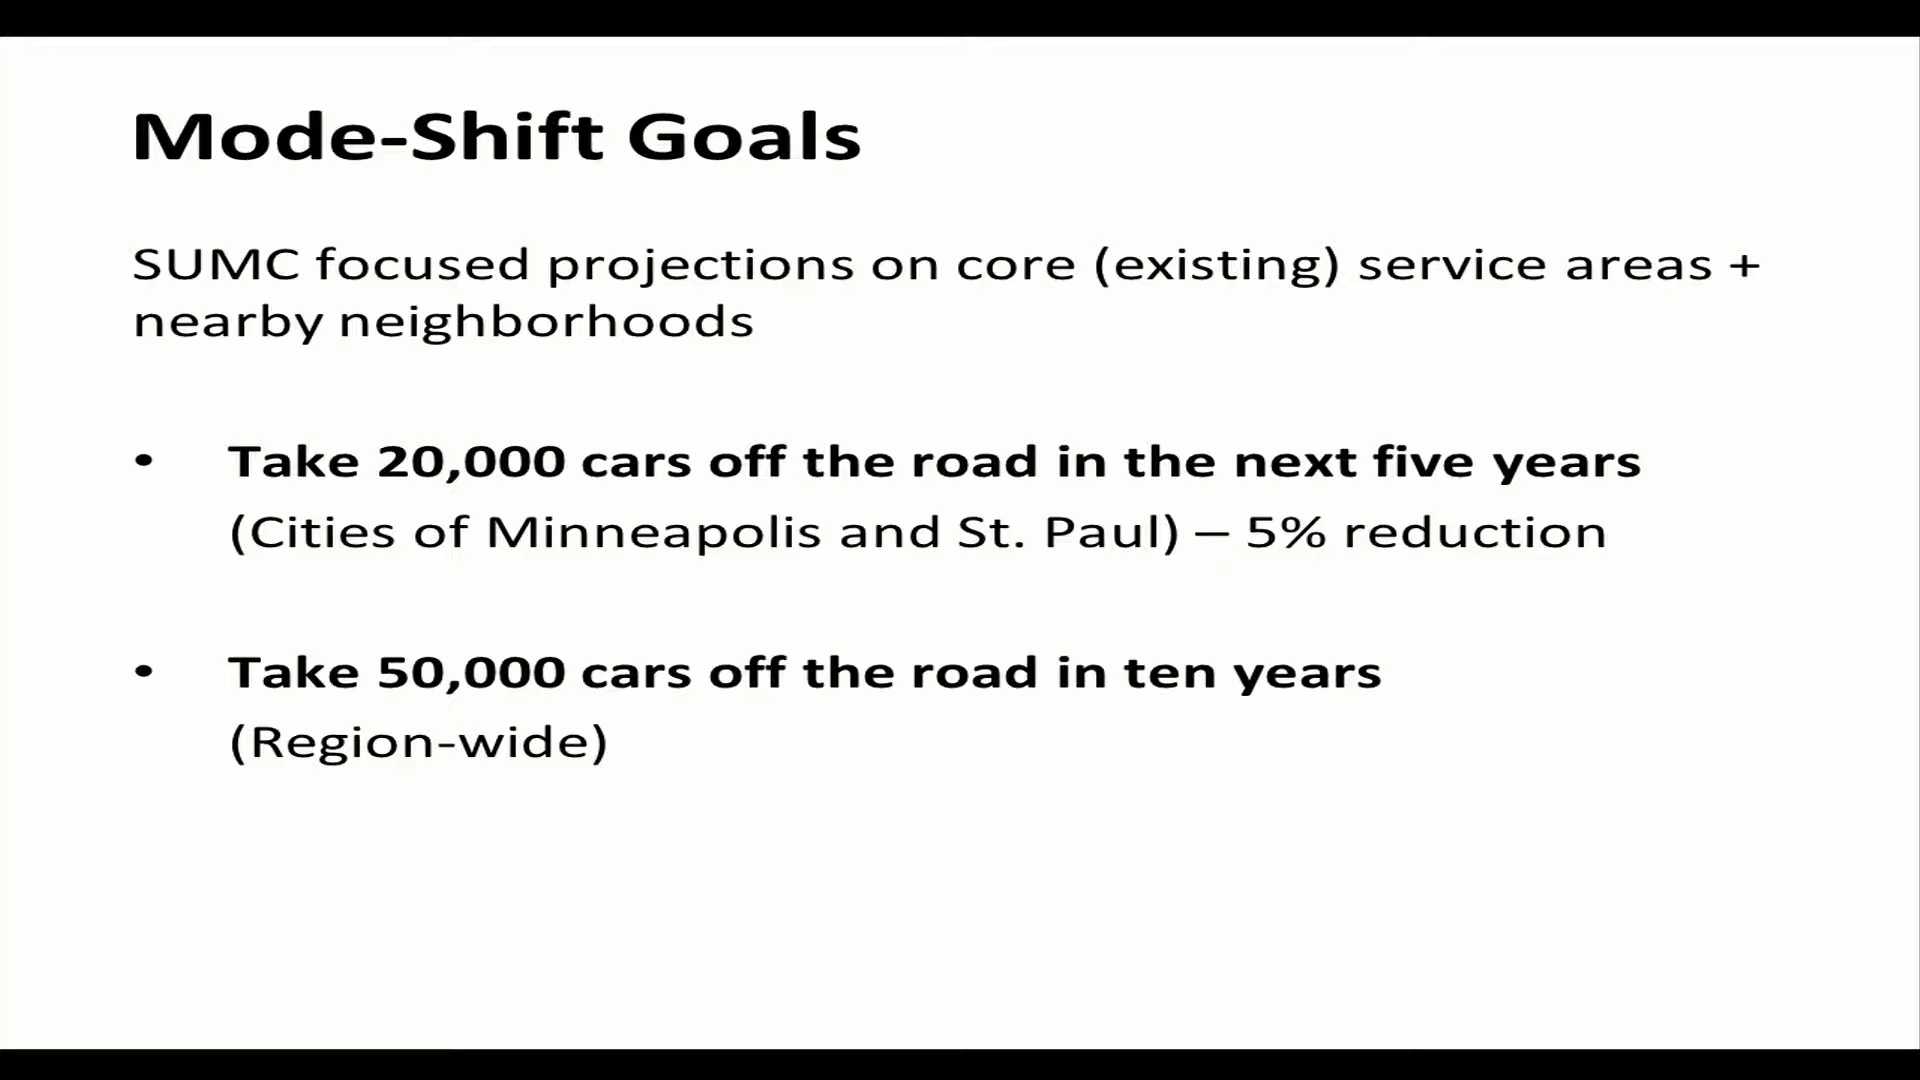 Mode-Shift Goals
SUMC focused projections on core (existing) service areas +
nearby neighborhoods
• Take 20,000 cars off the road in the next five years
(Cities of Minneapolis and St. Paul) – 5% reduction
• Take 50,000 cars off the road in ten years
(Region-wide)